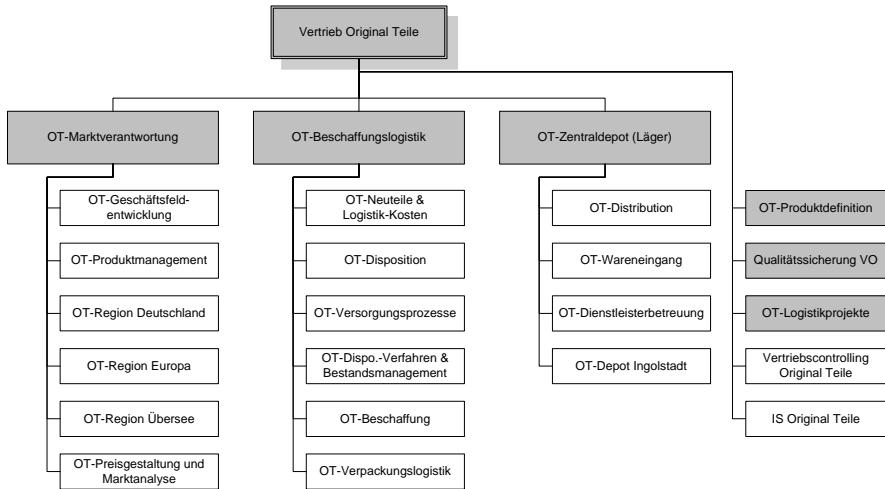 Vertrieb Original Teile
OT-Marktverantwortung
OT-Geschäftsfeld-
entwicklung
OT-Produktmanagement
OT-Region Deutschland
OT-Region Europa
OT-Region Übersee
OT-Preisgestaltung und
Marktanalyse
OT-Beschaffungslogistik
OT-Neuteile &
Logistik-Kosten
OT-Disposition
OT-Versorgungsprozesse
OT-Dispo.-Verfahren &
Bestandsmanagement
OT-Beschaffung
OT-Verpackungslogistik
OT-Zentraldepot (Läger)
OT-Distribution
OT-Wareneingang
OT-Dienstleisterbetreuung
OT-Depot Ingolstadt
OT-Produktdefinition
Qualitätssicherung VO
OT-Logistikprojekte
Vertriebscontrolling
Original Teile
IS Original Teile